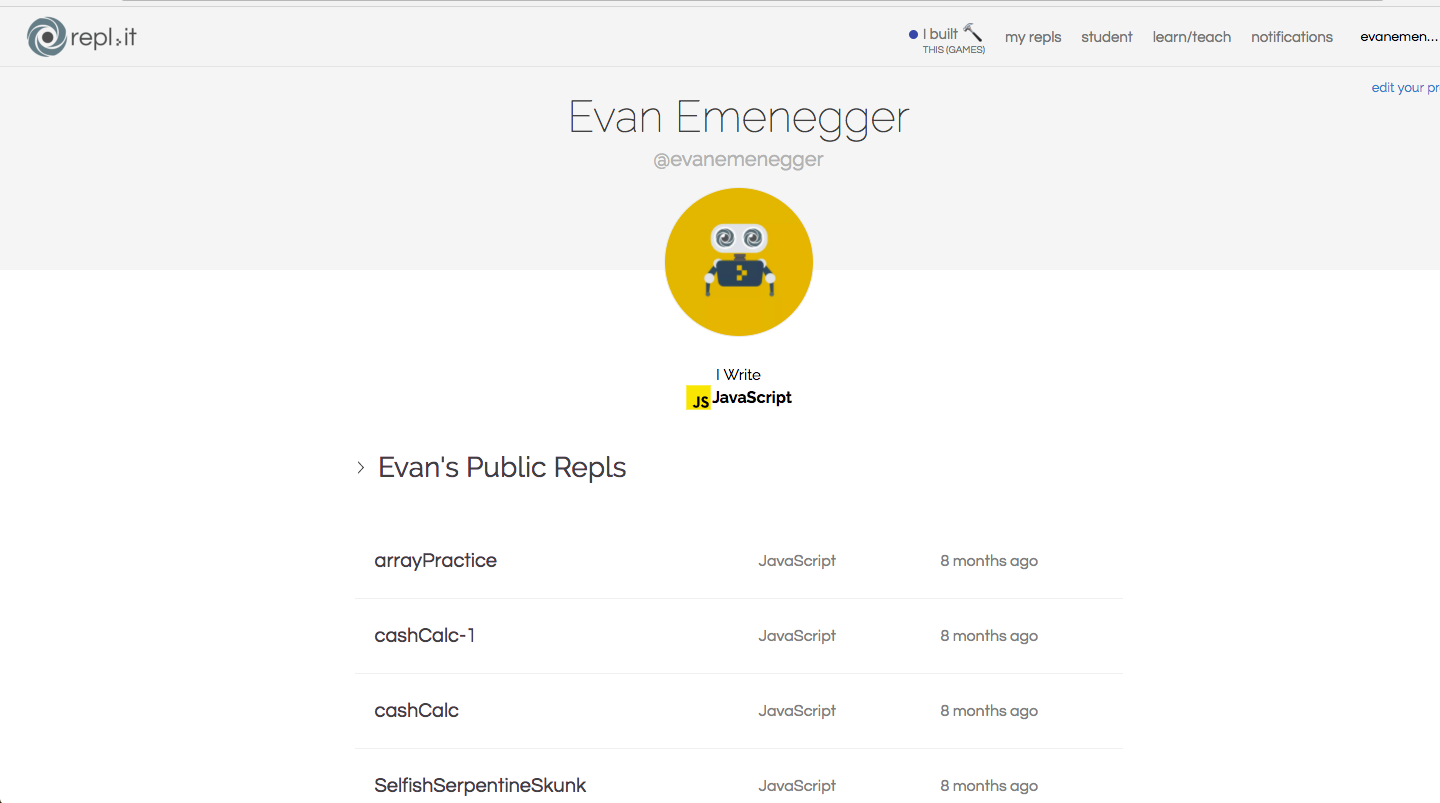 repl.it
I built
THIS (GAMES)
my repls
student
learn/teach
notifications
evanemen...
edit your pr
Evan Emenegger
@evanemenegger
I Write
JS JavaScript
Evan's Public Repls
arrayPractice JavaScript 8 months ago
cashCalc-1 JavaScript 8 months ago
cashCalc JavaScript 8 months ago
SelfishSerpentineSkunk JavaScript 8 months ago